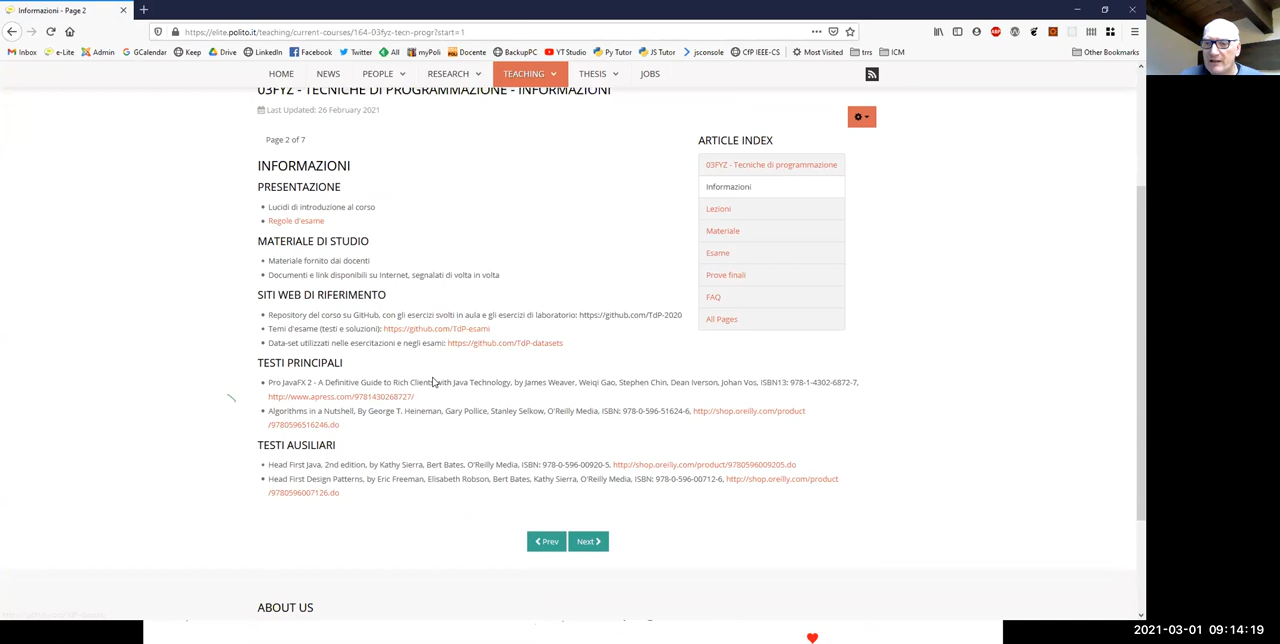 Informazioni - Page 2
https://elite.polito.it/teaching/current-courses/164-03fyz-tecn-progr?start=1
Inbox e-Lite Admin GCalendar Keep Drive LinkedIn Facebook Twitter All myPoli Docente BackupPC YT Studio Py Tutor JS Tutor jsconsole CfP IEEE-CS Most Visited trrs ICM Other Bookmarks
HOME NEWS PEOPLE RESEARCH TEACHING THESIS JOBS
03FYZ - TECNICHE DI PROGRAMMAZIONE - INFORMAZIONI
Last Updated: 26 February 2021
Page 2 of 7
INFORMAZIONI
PRESENTAZIONE
Lucidi di introduzione al corso
Regole d'esame
MATERIALE DI STUDIO
Materiale fornito dai docenti
Documenti e link disponibili su Internet, segnalati di volta in volta
SITI WEB DI RIFERIMENTO
Repository del corso su GitHub, con gli esercizi svolti in aula e gli esercizi di laboratorio: https://github.com/TdP-2020
Temi d'esame (testi e soluzioni): https://github.com/TdP-esami
Data-set utilizzati nelle esercitazioni e negli esami: https://github.com/TdP-datasets
TESTI PRINCIPALI
Pro JavaFX 2 - A Definitive Guide to Rich Clients with Java Technology, by James Weaver, Weiqi Gao, Stephen Chin, Dean Iverson, Johan Vos, ISBN13: 978-1-4302-6872-7,
http://www.apress.com/9781430268727/
Algorithms in a Nutshell, By George T. Heineman, Gary Pollice, Stanley Selkow, O'Reilly Media, ISBN: 978-0-596-51624-6, http://shop.oreilly.com/product
/9780596516246.do
TESTI AUSILIARI
Head First Java, 2nd edition, by Kathy Sierra, Bert Bates, O'Reilly Media, ISBN: 978-0-596-00920-5, http://shop.oreilly.com/product/9780596009205.do
Head First Design Patterns, by Eric Freeman, Elisabeth Robson, Bert Bates, Kathy Sierra, O'Reilly Media, ISBN: 978-0-596-00712-6, http://shop.oreilly.com/product
/9780596007126.do
Prev Next
ARTICLE INDEX
03FYZ - Tecniche di programmazione
Informazioni
Lezioni
Materiale
Esame
Prove finali
FAQ
All Pages
ABOUT US
2021-03-01 09:14:19